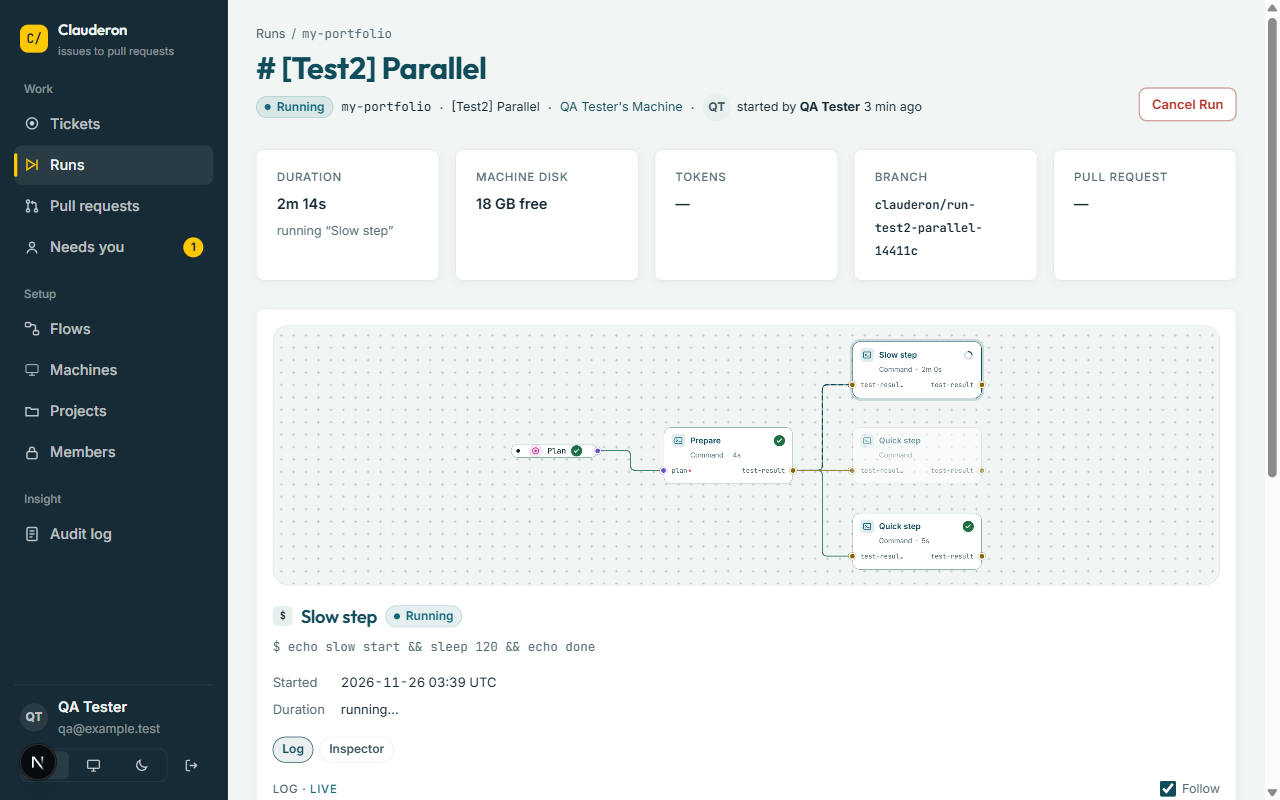 C/
Clauderon
issues to pull requests
Work
Tickets
Runs
Pull requests
Needs you
1
Setup
Flows
Machines
Projects
Members
Insight
Audit log
QT
QA Tester
qa@example.test
N
Runs / my-portfolio
# [Test2] Parallel
Running my-portfolio · [Test2] Parallel · QA Tester's Machine · QT started by QA Tester 3 min ago
Cancel Run
DURATION
2m 14s
running “Slow step”
MACHINE DISK
18 GB free
TOKENS
—
BRANCH
clauderon/run-
test2-parallel-
14411c
PULL REQUEST
—
Plan
Prepare
Command · 4s
plan* test-result
Slow step
Command · 2m 0s
test-resul… test-result
Quick step
Command
test-resul… test-result
Quick step
Command · 5s
test-resul… test-result
$ Slow step Running
$ echo slow start && sleep 120 && echo done
Started 2026-11-26 03:39 UTC
Duration running…
Log Inspector
LOG · LIVE
Follow